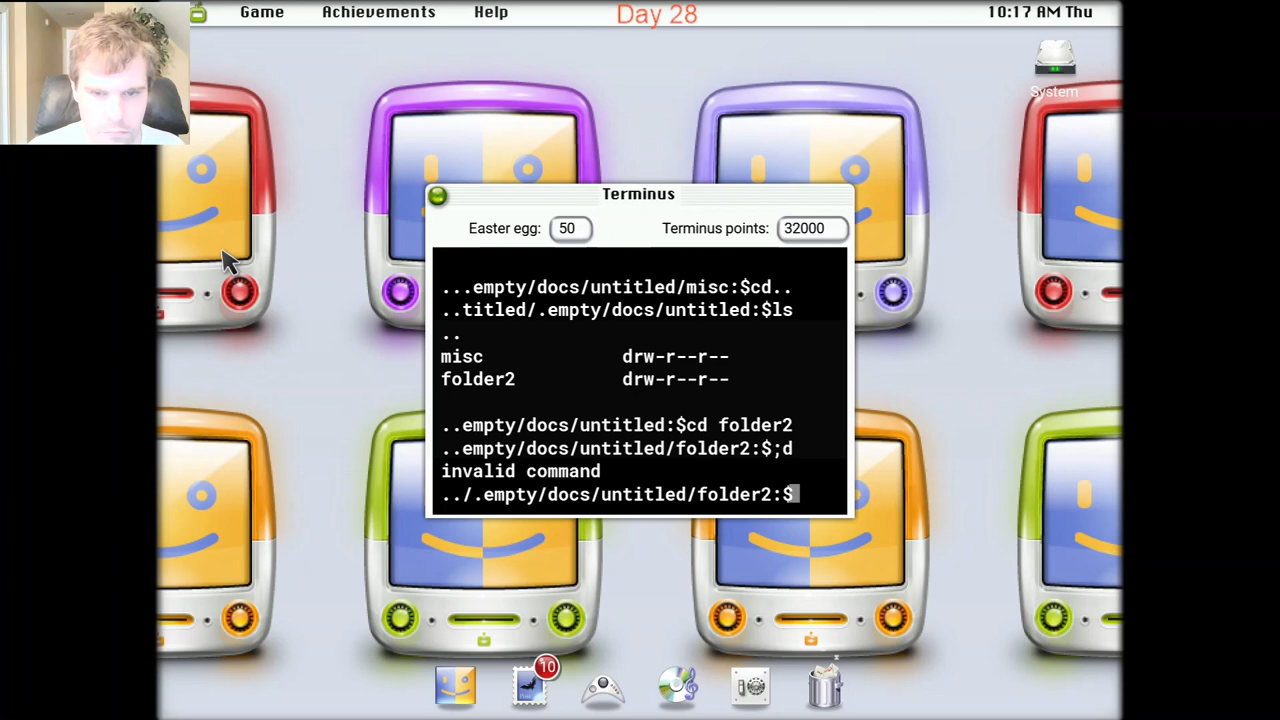 Game Achievements Help Day 28 10:17 AM Thu
System
Terminus
Easter egg: 50 Terminus points: 32000
...empty/docs/untitled/misc:$cd..
..titled/.empty/docs/untitled:$ls
..
misc drw-r--r--
folder2 drw-r--r--
..empty/docs/untitled:$cd folder2
..empty/docs/untitled/folder2:$;d
invalid command
../.empty/docs/untitled/folder2:$
10